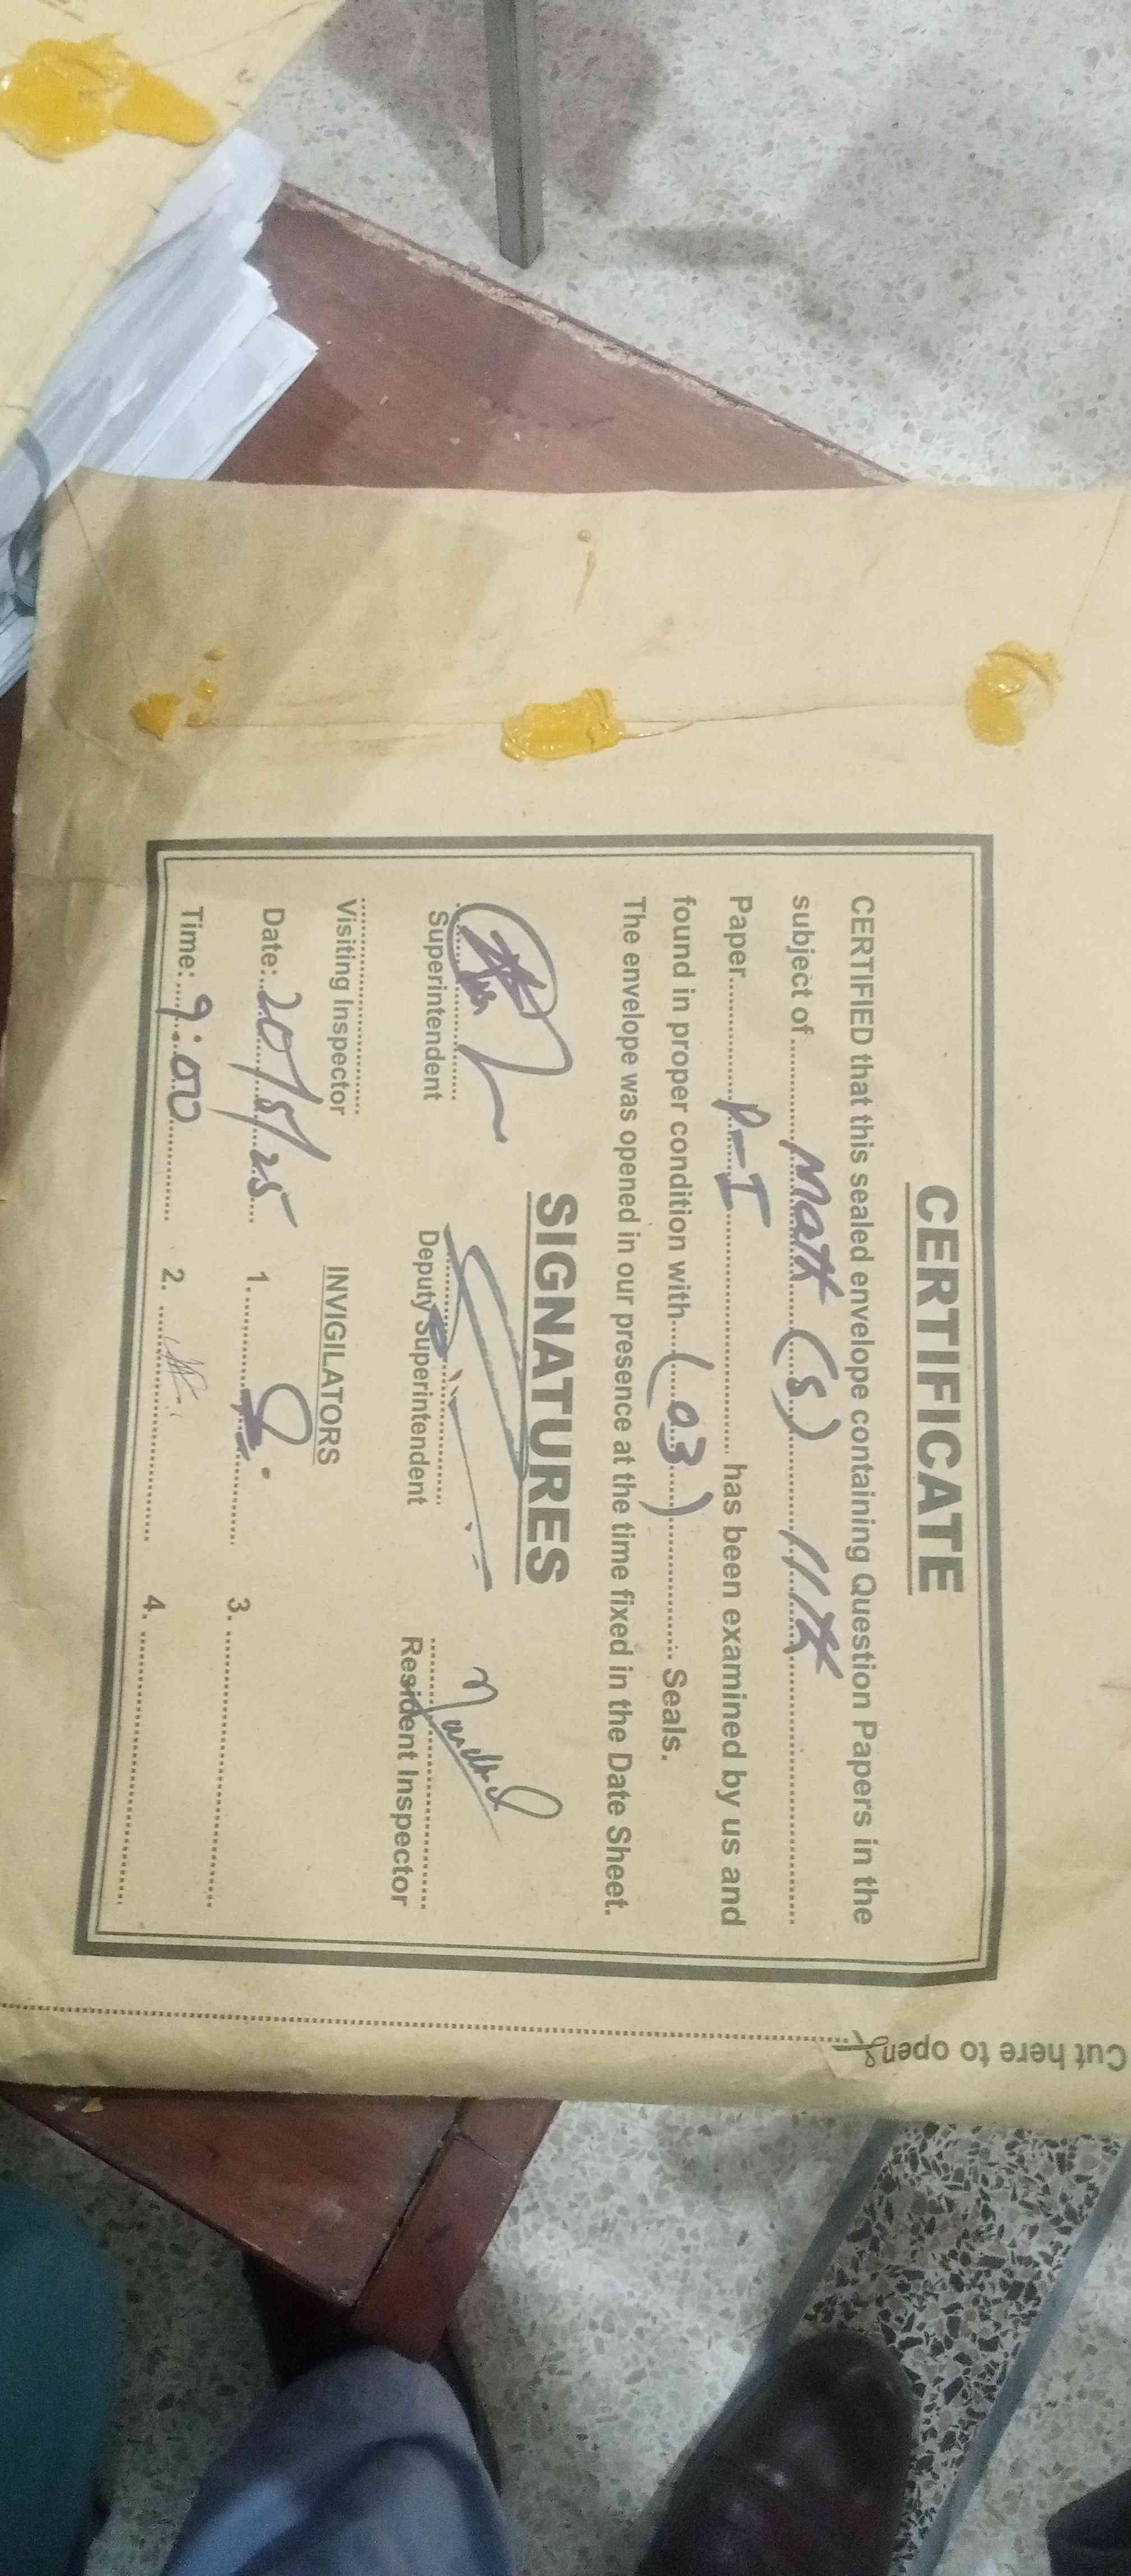 CERTIFICATE
CERTIFIED that this sealed envelope containing Question Papers in the
subject of Math (s) 11th
Paper P-I has been examined by us and
found in proper condition with (03) Seals.
The envelope was opened in our presence at the time fixed in the Date Sheet.
SIGNATURES
Superintendent Deputy Superintendent Resident Inspector
Visiting Inspector INVIGILATORS
Date: 20/5/25 1. 3.
Time: 9:00 2. 4.
Cut here to open